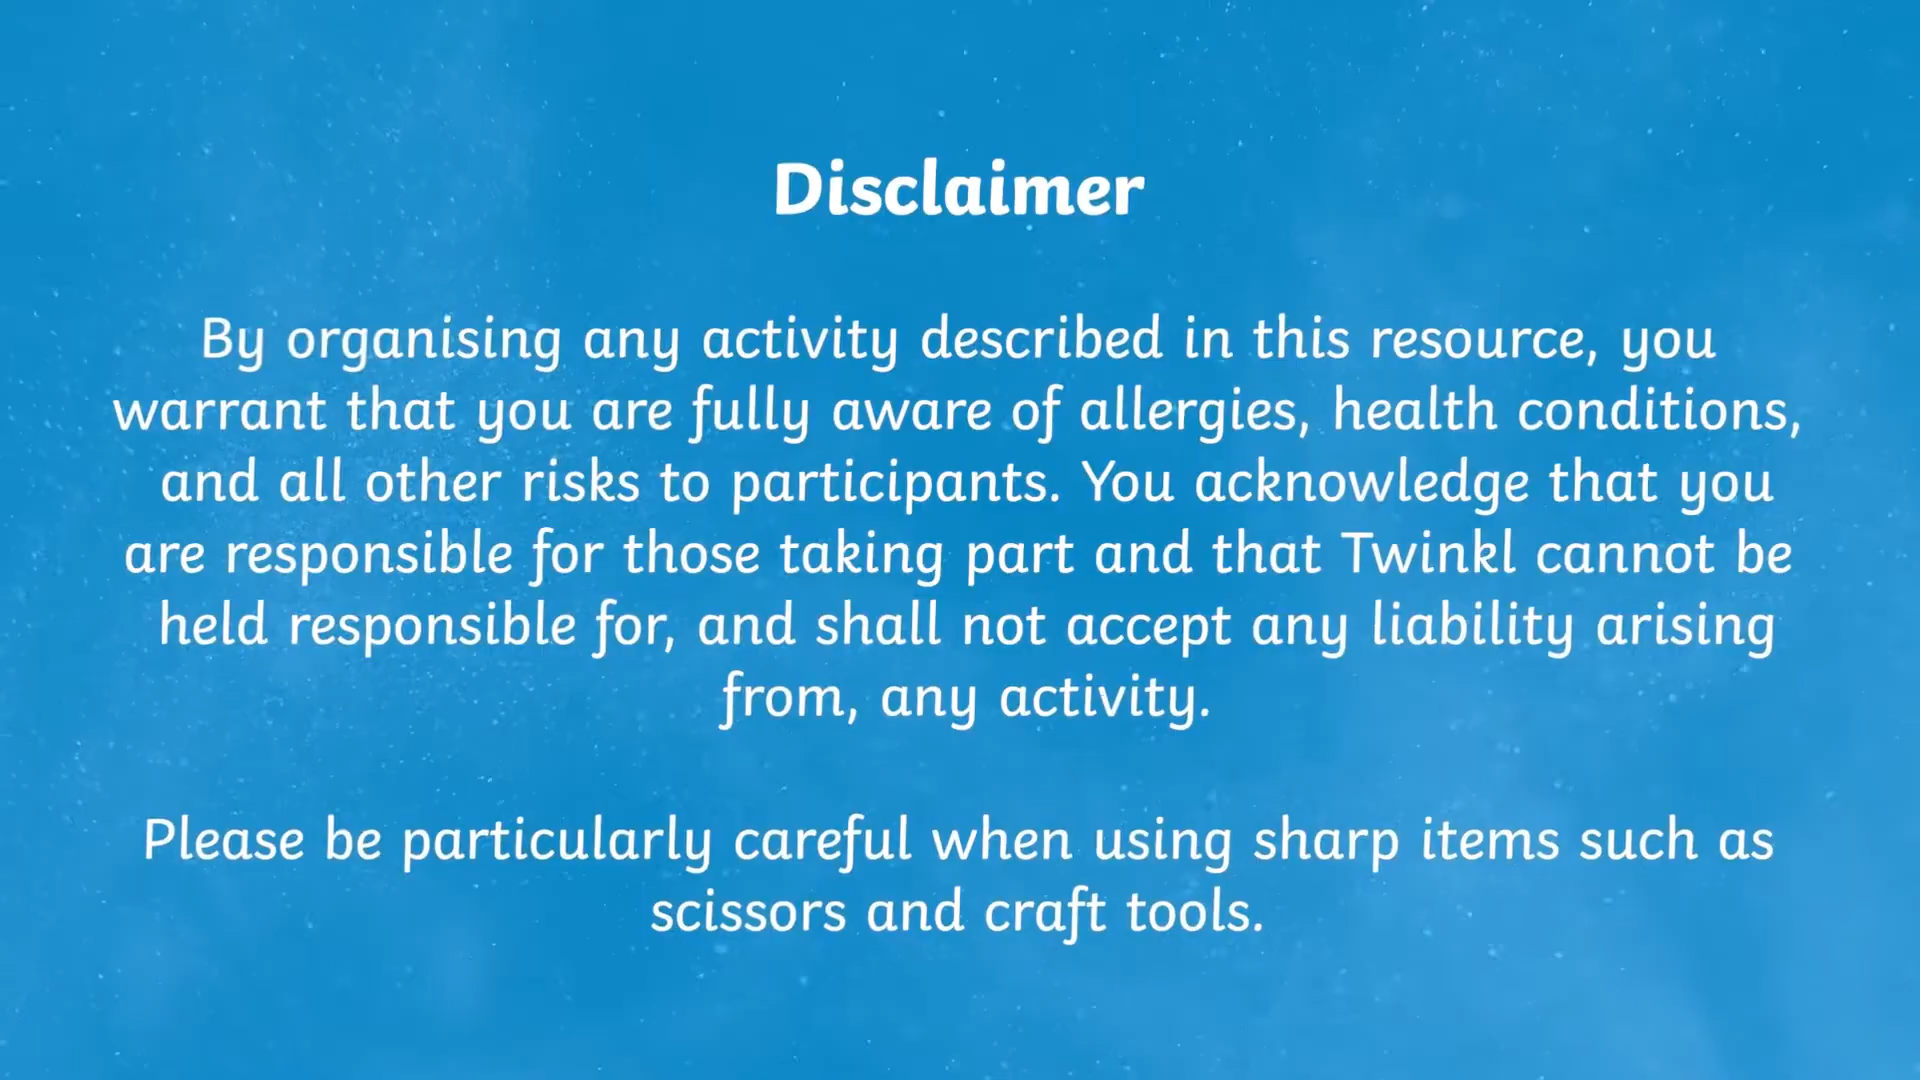 Disclaimer
By organising any activity described in this resource, you
warrant that you are fully aware of allergies, health conditions,
and all other risks to participants. You acknowledge that you
are responsible for those taking part and that Twinkl cannot be
held responsible for, and shall not accept any liability arising
from, any activity.
Please be particularly careful when using sharp items such as
scissors and craft tools.